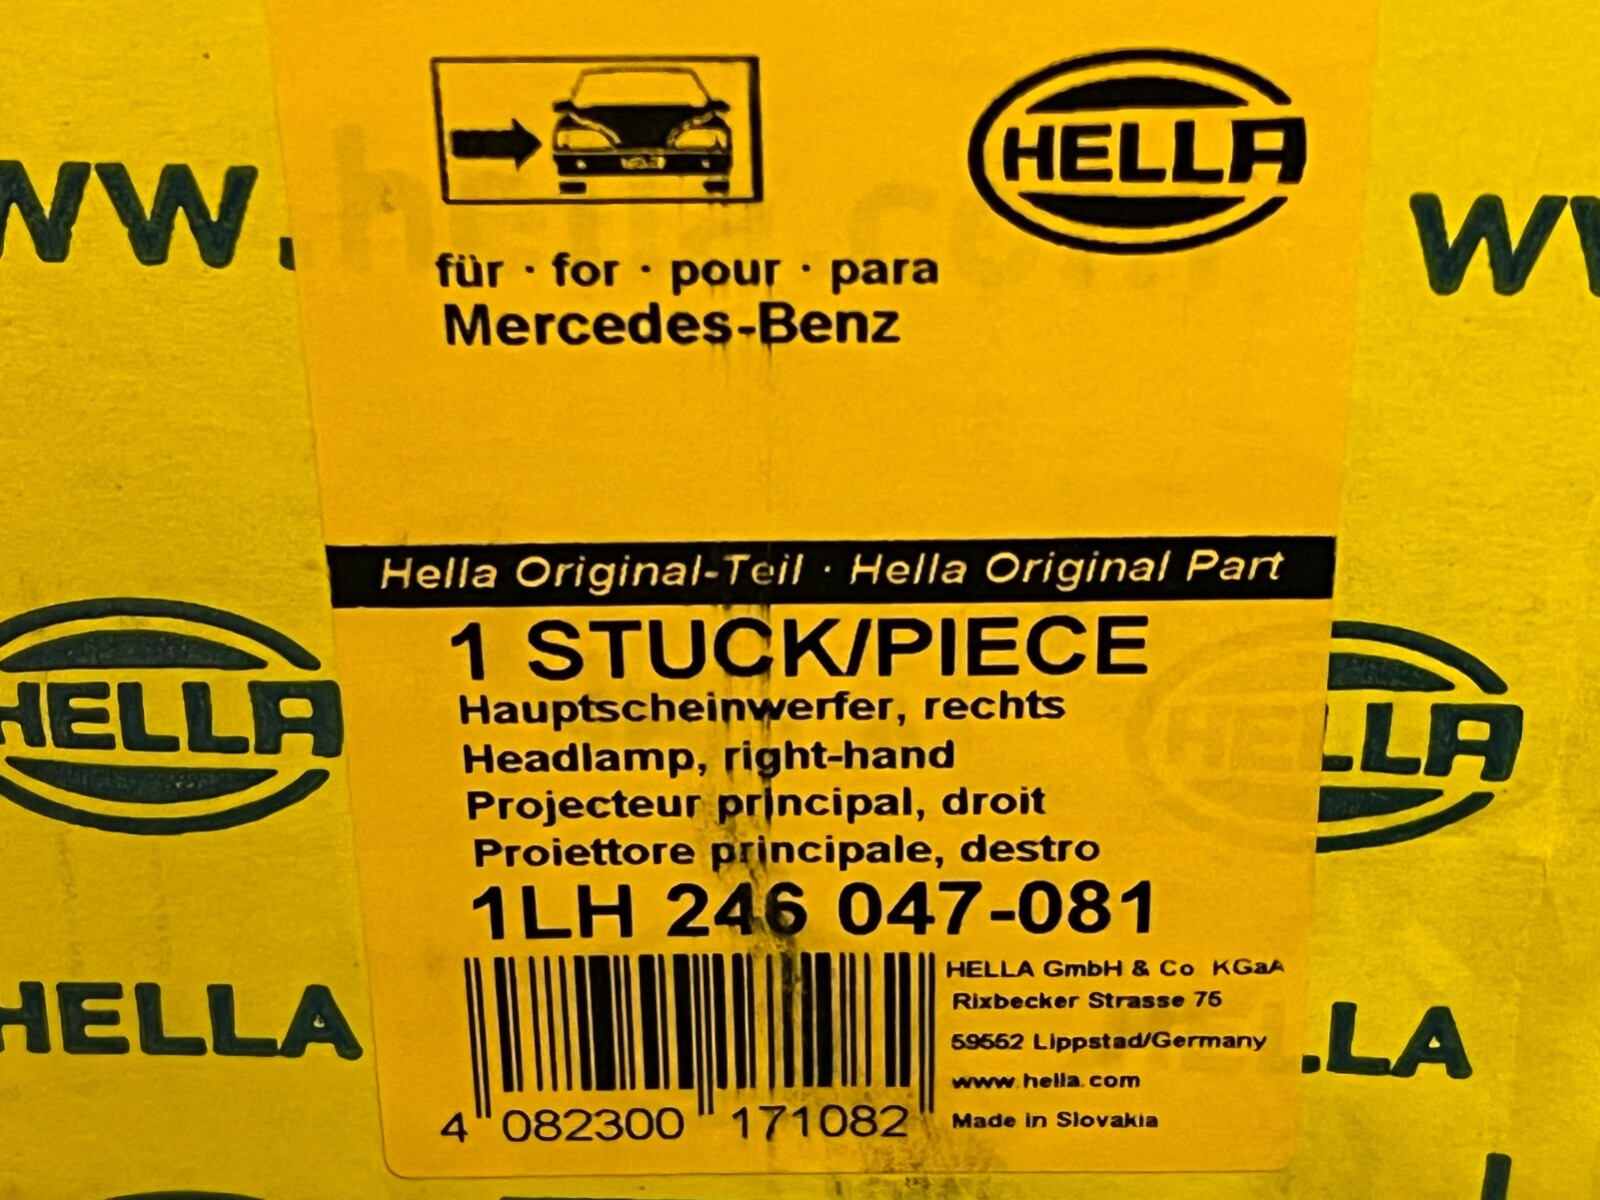 WW.
HELLA
WW
für · for · pour · para
Mercedes-Benz
Hella Original-Teil · Hella Original Part
1 STUCK/PIECE
Hauptscheinwerfer, rechts
Headlamp, right-hand
Projecteur principal, droit
Proiettore principale, destro
1LH 246 047-081
HELLA
HELLA
HELLA GmbH & Co KGaA
Rixbecker Strasse 75
59552 Lippstad/Germany
www.hella.com
Made in Slovakia
4 082300 171082
HELLA
LLA